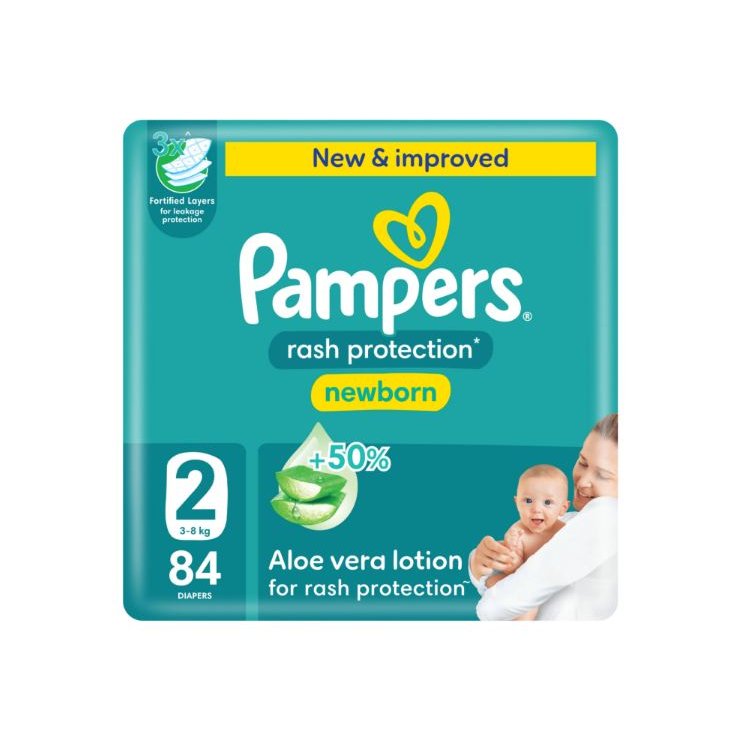 3x^
Fortified Layers
for leakage
protection
New & improved
Pampers®
rash protection*
newborn
+50%
2
3-8 kg
84
DIAPERS
Aloe vera lotion
for rash protection~